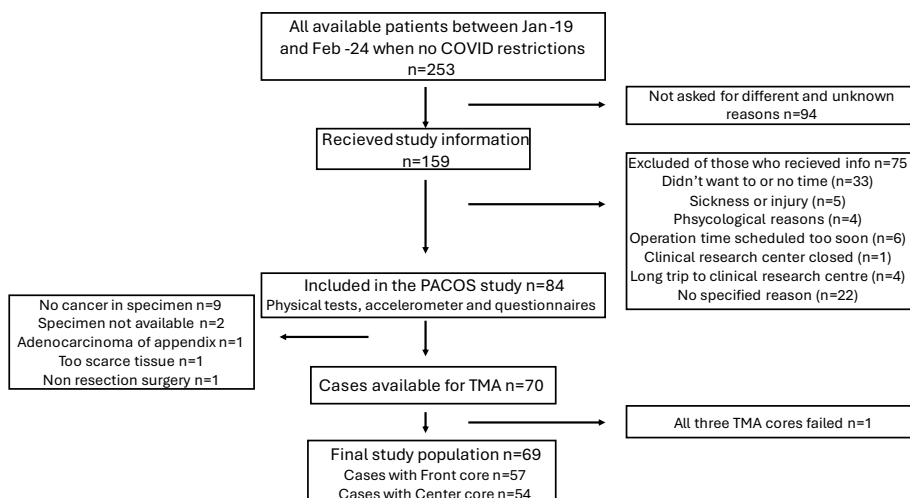 All available patients between Jan-19
and Feb -24 when no COVID restrictions
n=253
Not asked for different and unknown
reasons n=94
Recieved study information
n=159
Excluded of those who recieved info n=75
Didn't want to or no time (n=33)
Sickness or injury (n=5)
Phsycological reasons (n=4)
Operation time scheduled too soon (n=6)
Clinical research center closed (n=1)
Long trip to clinical research centre (n=4)
No specified reason (n=22)
Included in the PACOS study n=84
Physical tests, accelerometer and questionnaires
No cancer in specimen n=9
Specimen not available n=2
Adenocarcinoma of appendix n=1
Too scarce tissue n=1
Non resection surgery n=1
Cases available for TMA n=70
All three TMA cores failed n=1
Final study population n=69
Cases with Front core n=57
Cases with Center core n=54